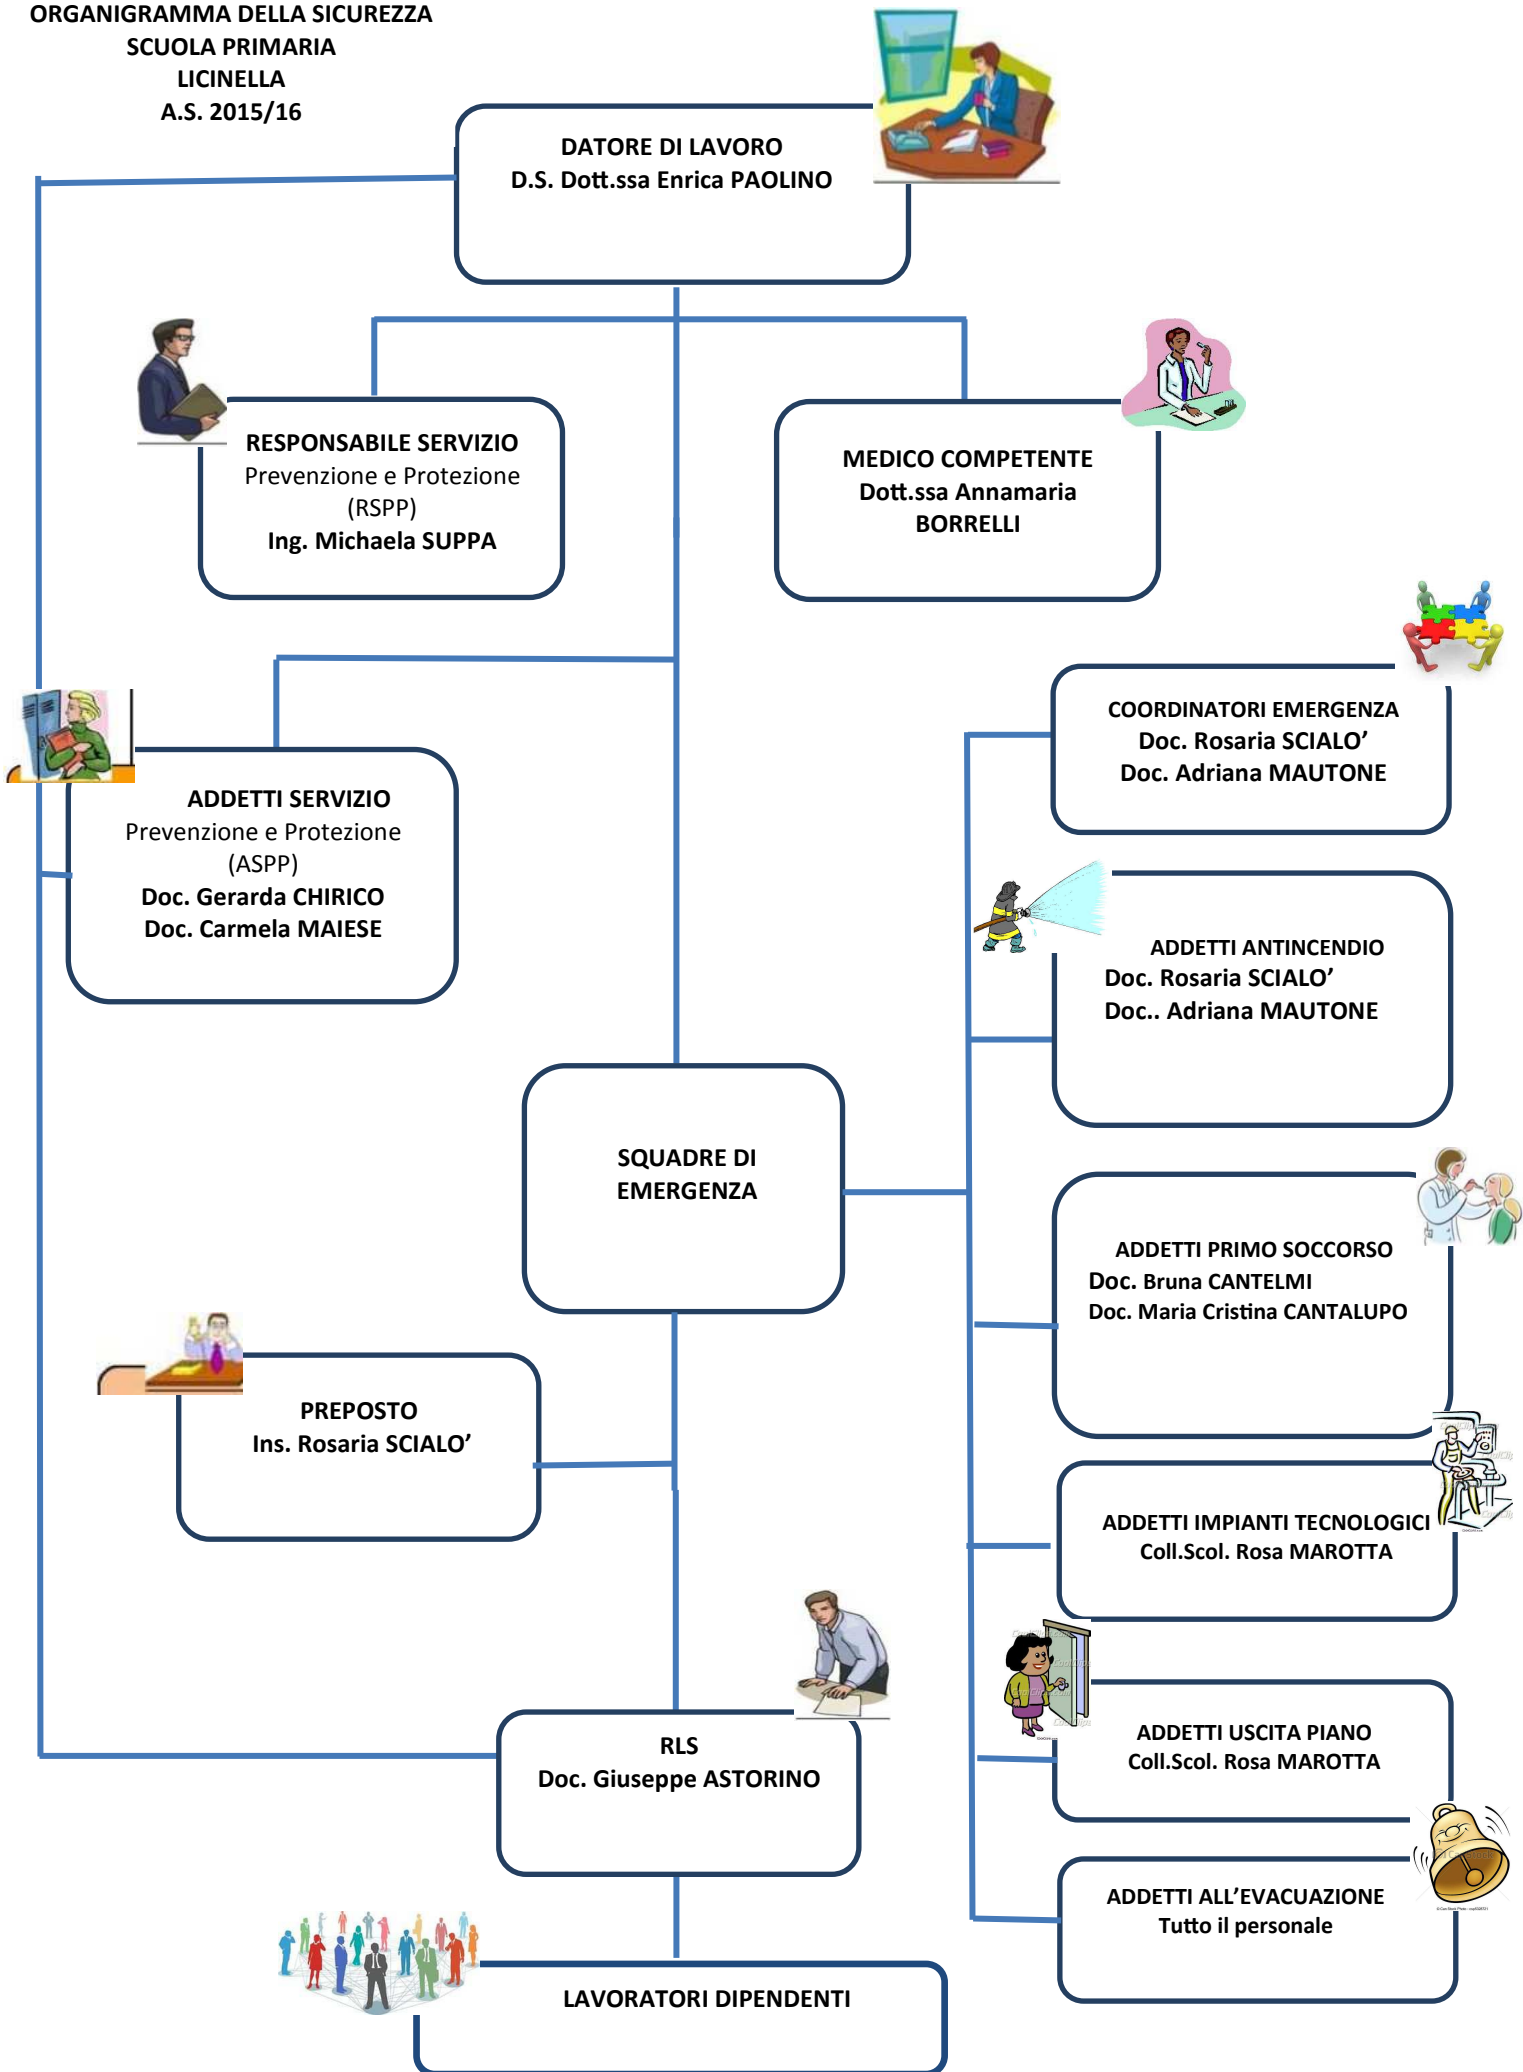 ORGANIGRAMMA DELLA SICUREZZA
SCUOLA PRIMARIA
LICINELLA
A.S. 2015/16
DATORE DI LAVORO
D.S. Dott.ssa Enrica PAOLINO
RESPONSABILE SERVIZIO
Prevenzione e Protezione
(RSPP)
Ing. Michaela SUPPA
MEDICO COMPETENTE
Dott.ssa Annamaria
BORRELLI
COORDINATORI EMERGENZA
Doc. Rosaria SCIALO’
Doc. Adriana MAUTONE
ADDETTI SERVIZIO
Prevenzione e Protezione
(ASPP)
Doc. Gerarda CHIRICO
Doc. Carmela MAIESE
ADDETTI ANTINCENDIO
Doc. Rosaria SCIALO’
Doc.. Adriana MAUTONE
SQUADRE DI
EMERGENZA
ADDETTI PRIMO SOCCORSO
Doc. Bruna CANTELMI
Doc. Maria Cristina CANTALUPO
PREPOSTO
Ins. Rosaria SCIALO’
ADDETTI IMPIANTI TECNOLOGICI
Coll.Scol. Rosa MAROTTA
RLS
Doc. Giuseppe ASTORINO
ADDETTI USCITA PIANO
Coll.Scol. Rosa MAROTTA
ADDETTI ALL’EVACUAZIONE
Tutto il personale
LAVORATORI DIPENDENTI